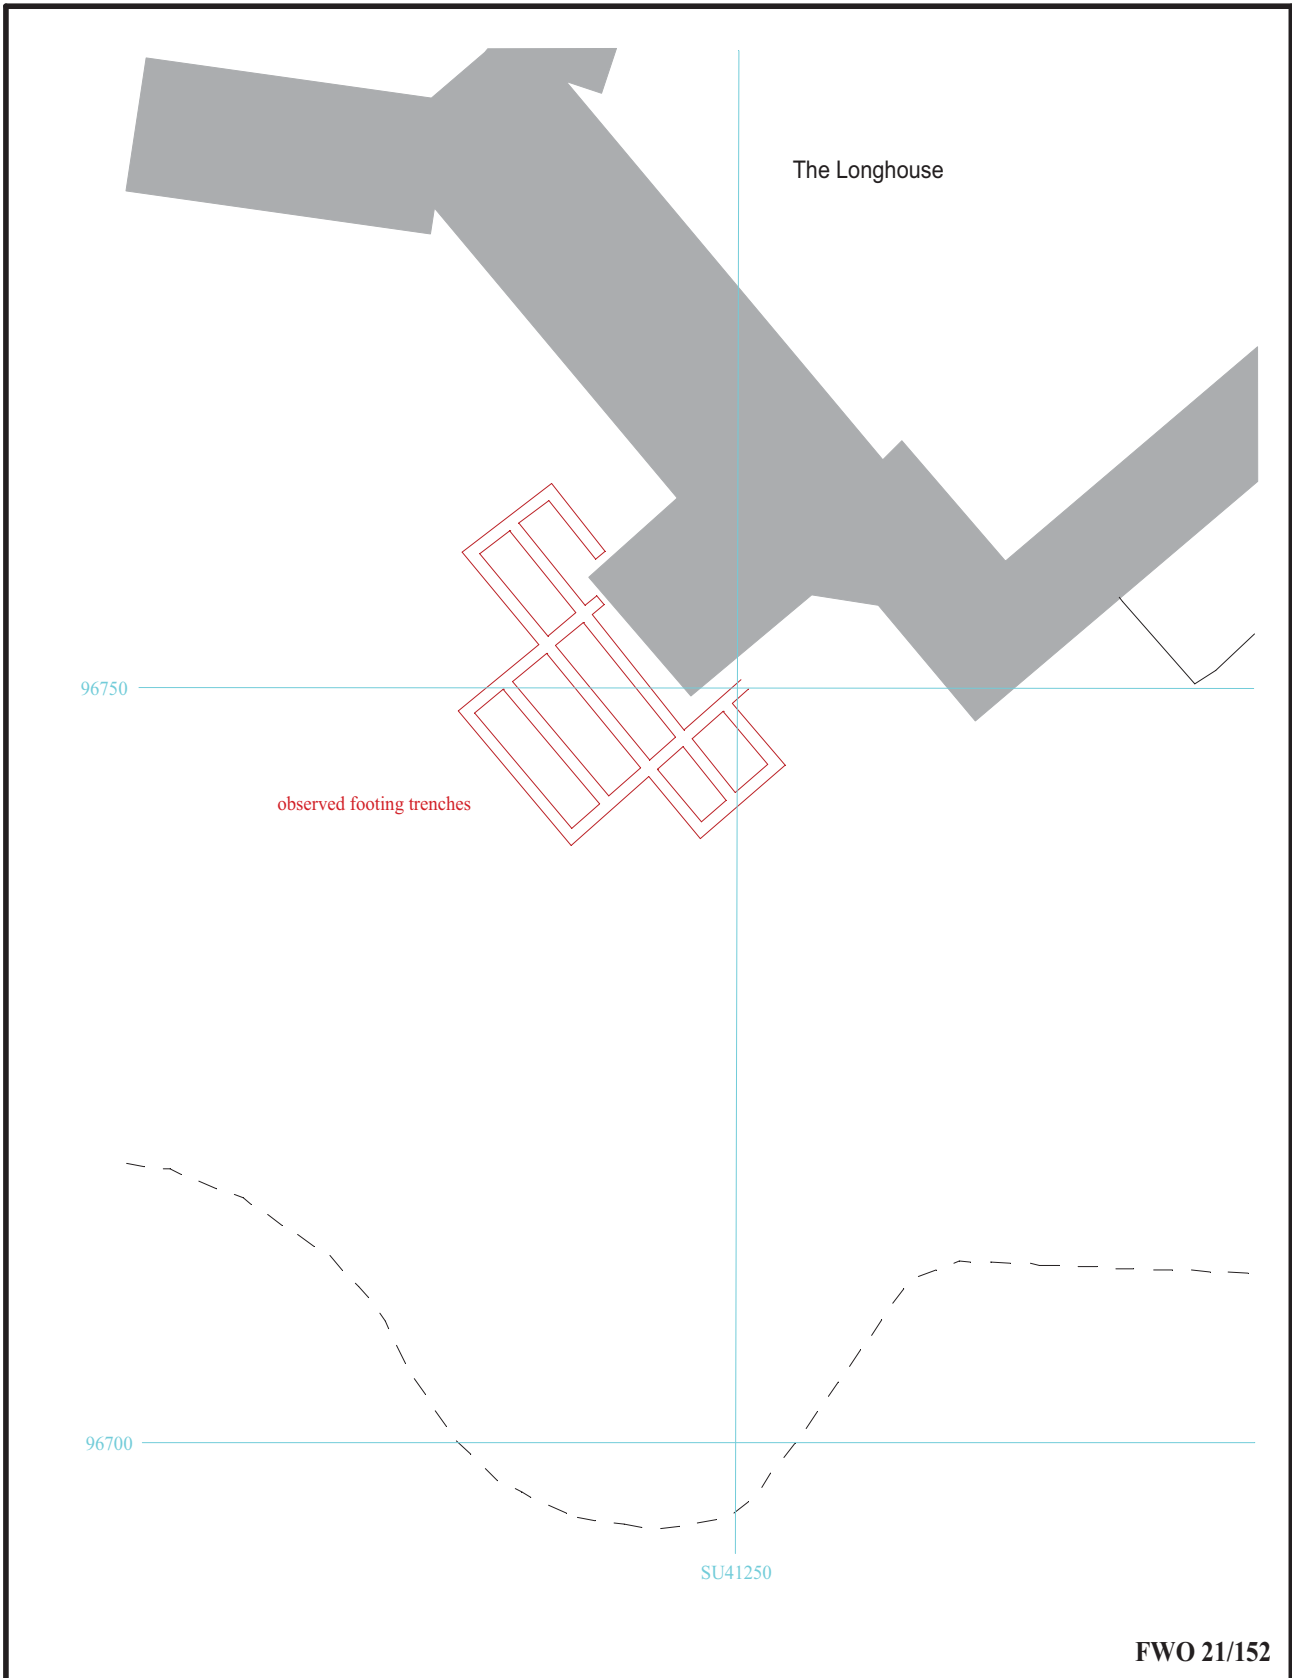 The Longhouse
96750
observed footing trenches
96700
SU41250
FWO 21/152